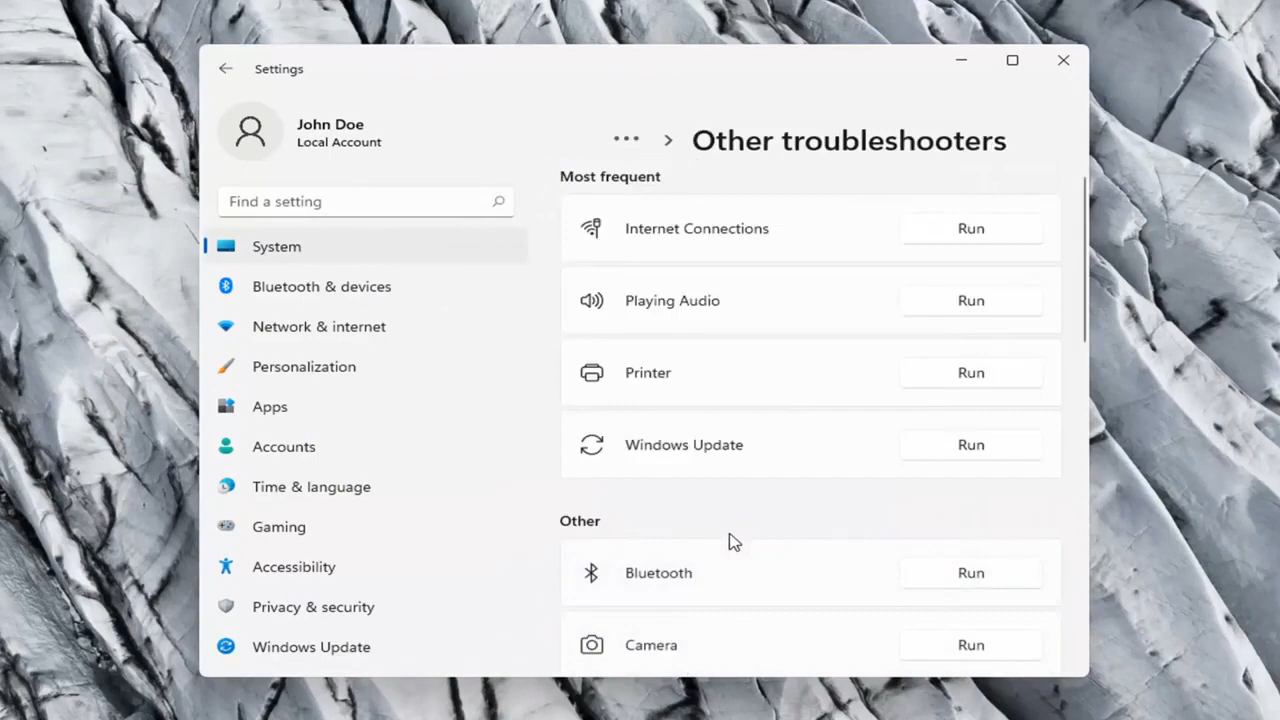 Settings
John Doe
Local Account
Find a setting
System
Bluetooth & devices
Network & internet
Personalization
Apps
Accounts
Time & language
Gaming
Accessibility
Privacy & security
Windows Update
... > Other troubleshooters
Most frequent
Internet Connections Run
Playing Audio Run
Printer Run
Windows Update Run
Other
Bluetooth Run
Camera Run